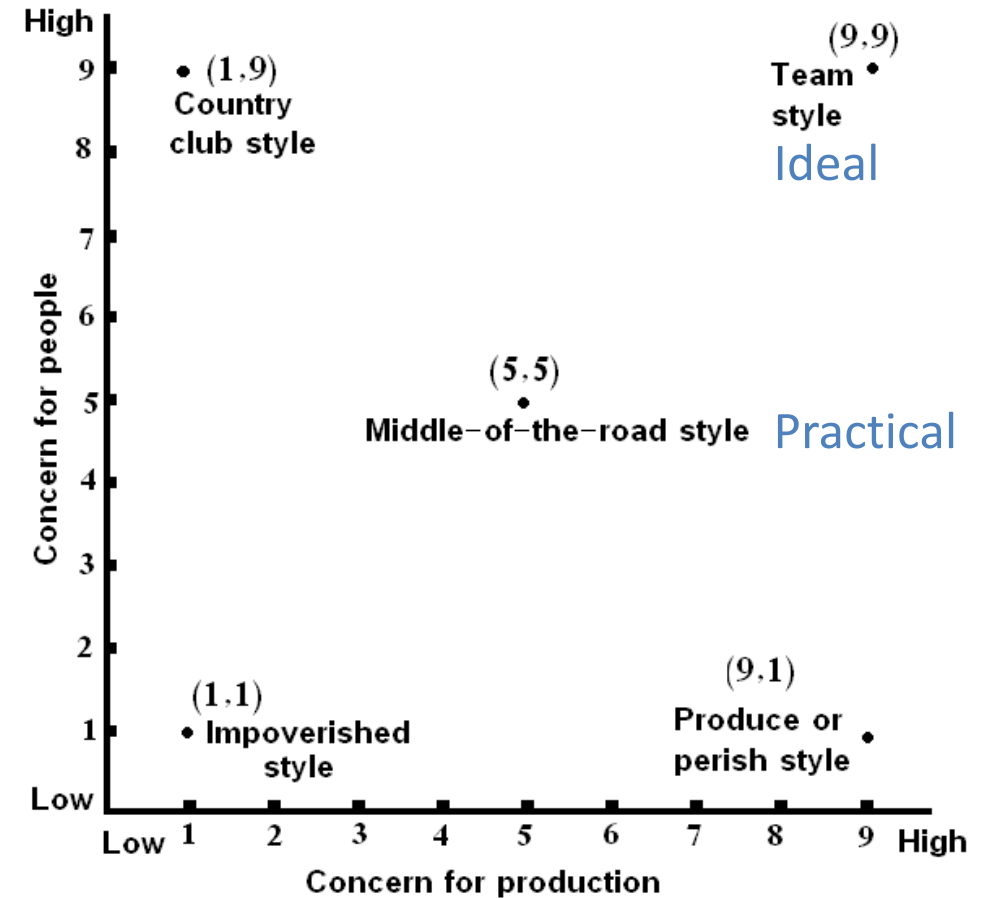 High
9
8
7
6
5
4
3
2
1
Low
Concern for people
(1,9)
Country
club style
(9,9)
Team
style
Ideal
(5,5)
Middle-of-the-road style
Practical
(1,1)
Impoverished
style
(9,1)
Produce or
perish style
Low 1 2 3 4 5 6 7 8 9 High
Concern for production